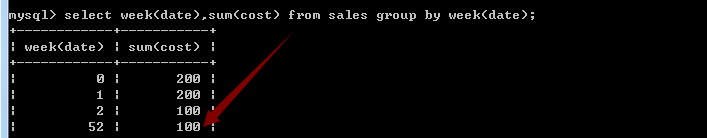 mysql> select week(date),sum(cost) from sales group by week(date);
+------------+-----------+
| week(date) | sum(cost) |
+------------+-----------+
| 0 | 200 |
| 1 | 200 |
| 2 | 100 |
| 52 | 100 |